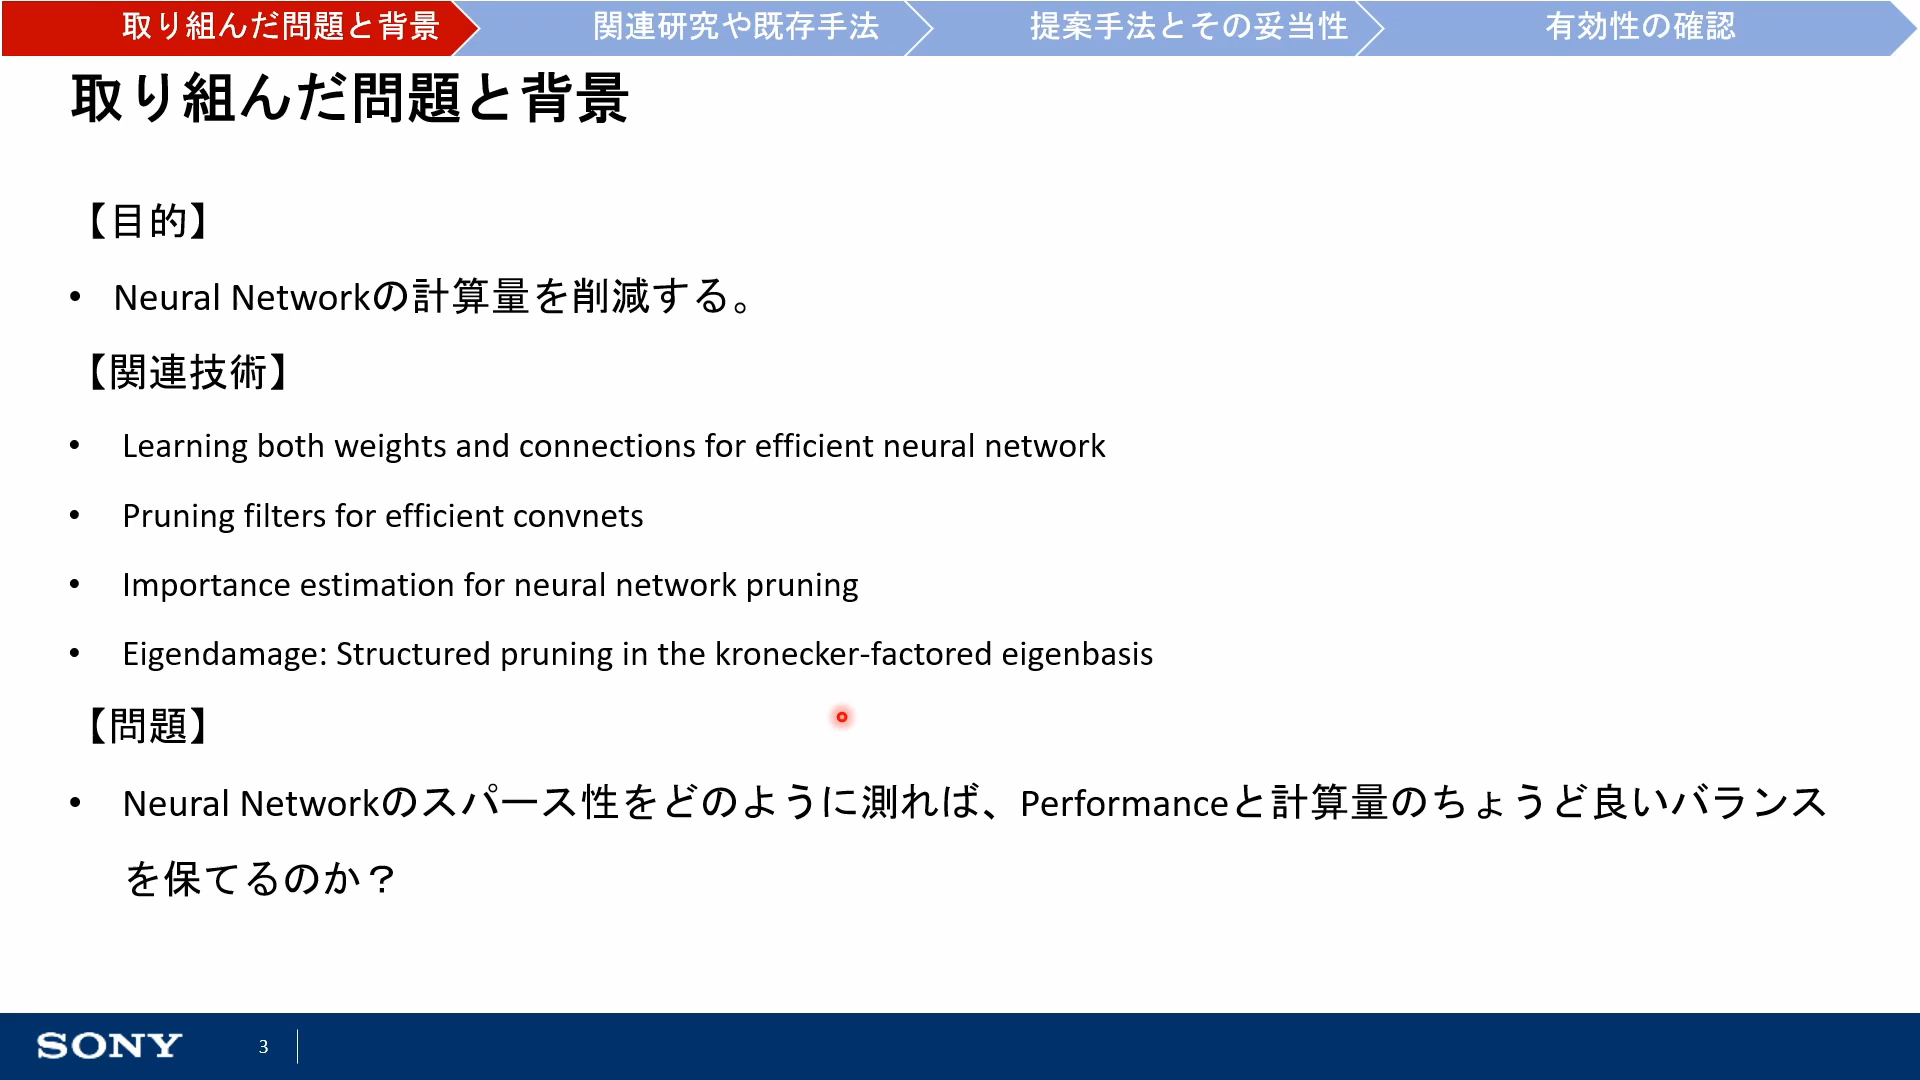 取り組んだ問題と背景
関連研究や既存手法
提案手法とその妥当性
有効性の確認
取り組んだ問題と背景
【目的】
• Neural Networkの計算量を削減する。
【関連技術】
• Learning both weights and connections for efficient neural network
• Pruning filters for efficient convnets
• Importance estimation for neural network pruning
• Eigendamage: Structured pruning in the kronecker-factored eigenbasis
【問題】
• Neural Networkのスパース性をどのように測れば、Performanceと計算量のちょうど良いバランス
を保てるのか？
SONY
3